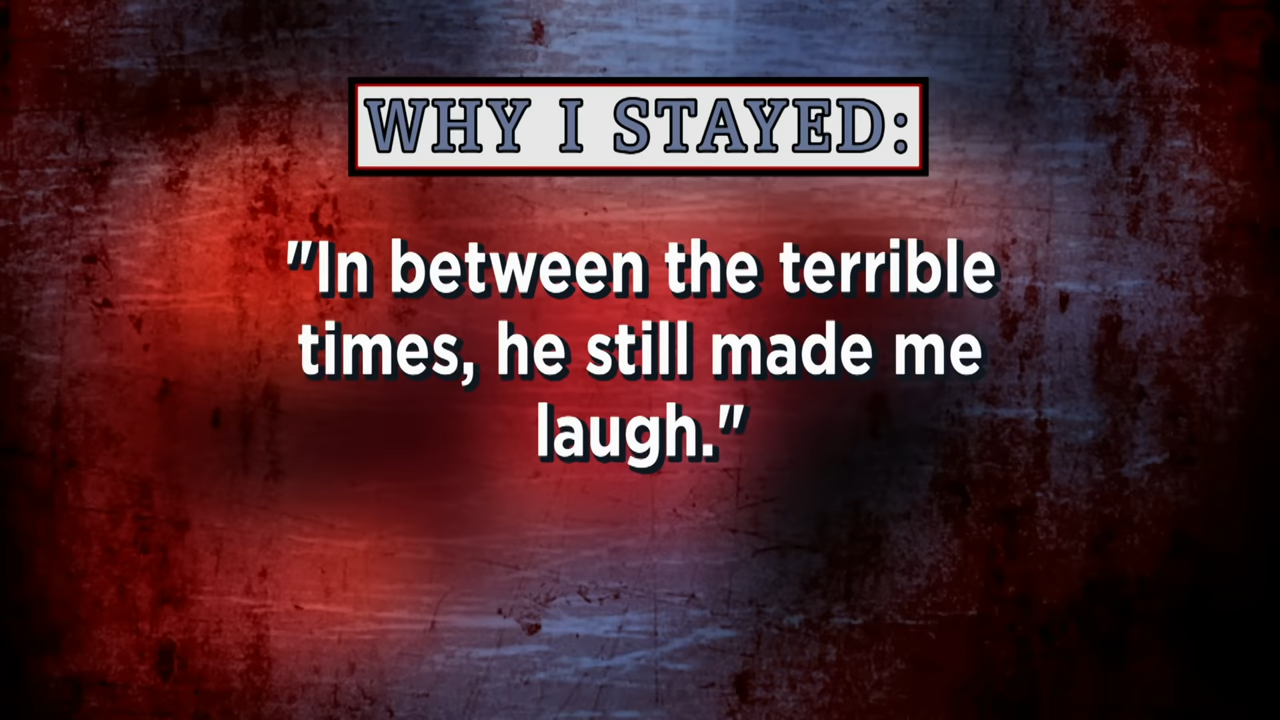 WHY I STAYED:
"In between the terrible
times, he still made me
laugh."